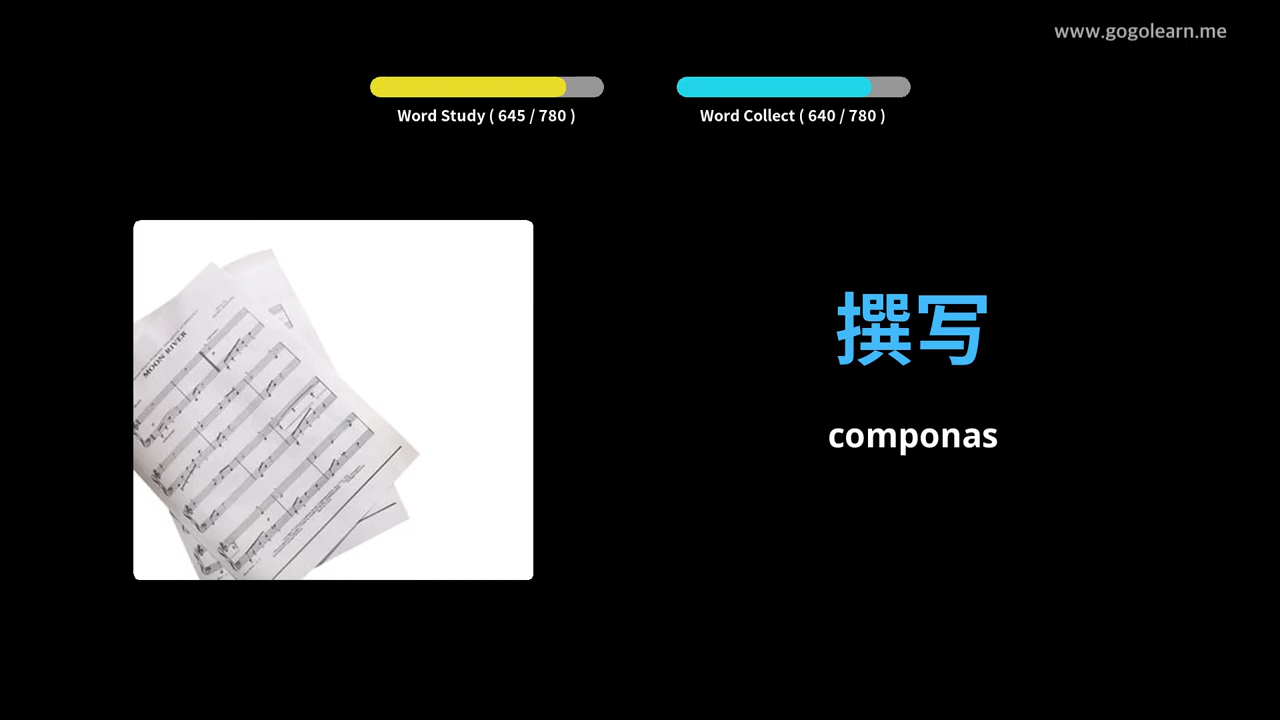 www.gogolearn.me
Word Study ( 645 / 780 )
Word Collect ( 640 / 780 )
MOON RIVER
撰写
componas